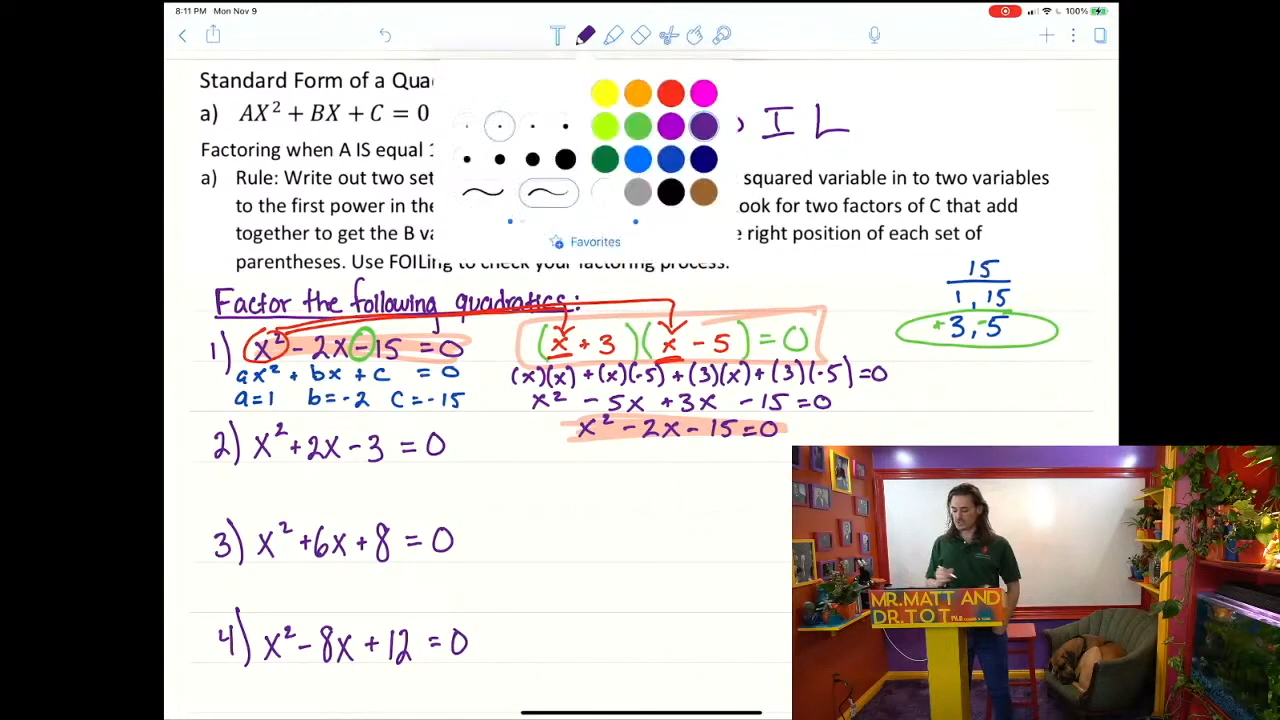 8:11 PM Mon Nov 9
100%
T
Standard Form of a Qua
a) AX² + BX + C = 0
I L
Factoring when A IS equal 1
a) Rule: Write out two set squared variable in to two variables
to the first power in the ook for two factors of C that add
together to get the B va e right position of each set of
parentheses. Use FOILing to check your factoring process.
Favorites
Factor the following quadratics:
15
1, 15
+3, -5
1) x² - 2x - 15 = 0
(x + 3)(x - 5) = 0
ax² + bx + c = 0
(x)(x) + (x)(-5) + (3)(x) + (3)(-5) = 0
a=1 b=-2 c=-15
x² - 5x + 3x - 15 = 0
x² - 2x - 15 = 0
2) x² + 2x - 3 = 0
3) x² + 6x + 8 = 0
4) x² - 8x + 12 = 0
MR. MATT AND
DR. TOT